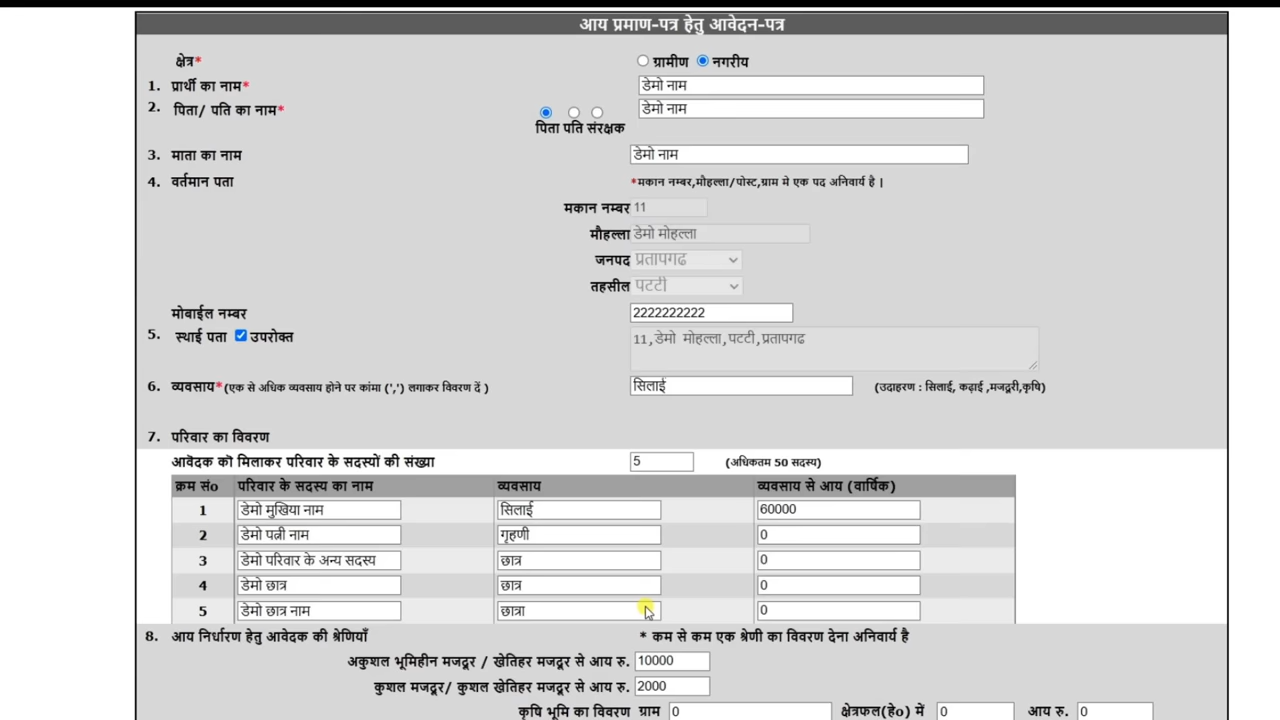 आय प्रमाण-पत्र हेतु आवेदन-पत्र
क्षेत्र* ग्रामीण नगरीय
1. प्रार्थी का नाम* डेमो नाम
2. पिता/ पति का नाम* डेमो नाम
पिता पति संरक्षक
3. माता का नाम डेमो नाम
4. वर्तमान पता *मकान नम्बर,मौहल्ला/पोस्ट,ग्राम मे एक पद अनिवार्य है |
मकान नम्बर 11
मौहल्ला डेमो मोहल्ला
जनपद प्रतापगढ
तहसील पटटी
मोबाईल नम्बर 2222222222
5. स्थाई पता उपरोक्त 11,डेमो मोहल्ला,पटटी,प्रतापगढ
6. व्यवसाय*(एक से अधिक व्यवसाय होने पर कांमा (',') लगाकर विवरण दें ) सिलाई (उदाहरण : सिलाई, कढ़ाई ,मजदूरी,कृषि)
7. परिवार का विवरण
आवेदक कॊ मिलाकर परिवार के सदस्यों की संख्या 5 (अधिकतम 50 सदस्य)
क्रम संo परिवार के सदस्य का नाम व्यवसाय व्यवसाय से आय (वार्षिक)
1 डेमो मुखिया नाम सिलाई 60000
2 डेमो पत्नी नाम गृहणी 0
3 डेमो परिवार के अन्य सदस्य छात्र 0
4 डेमो छात्र छात्र 0
5 डेमो छात्र नाम छात्रा 0
8. आय निर्धारण हेतु आवेदक की श्रेणियाँ * कम से कम एक श्रेणी का विवरण देना अनिवार्य है
अकुशल भूमिहीन मजदूर / खेतिहर मजदूर से आय रु. 10000
कुशल मजदूर/ कुशल खेतिहर मजदूर से आय रु. 2000
कृषि भूमि का विवरण ग्राम 0 क्षेत्रफल(हेo) में 0 आय रु. 0